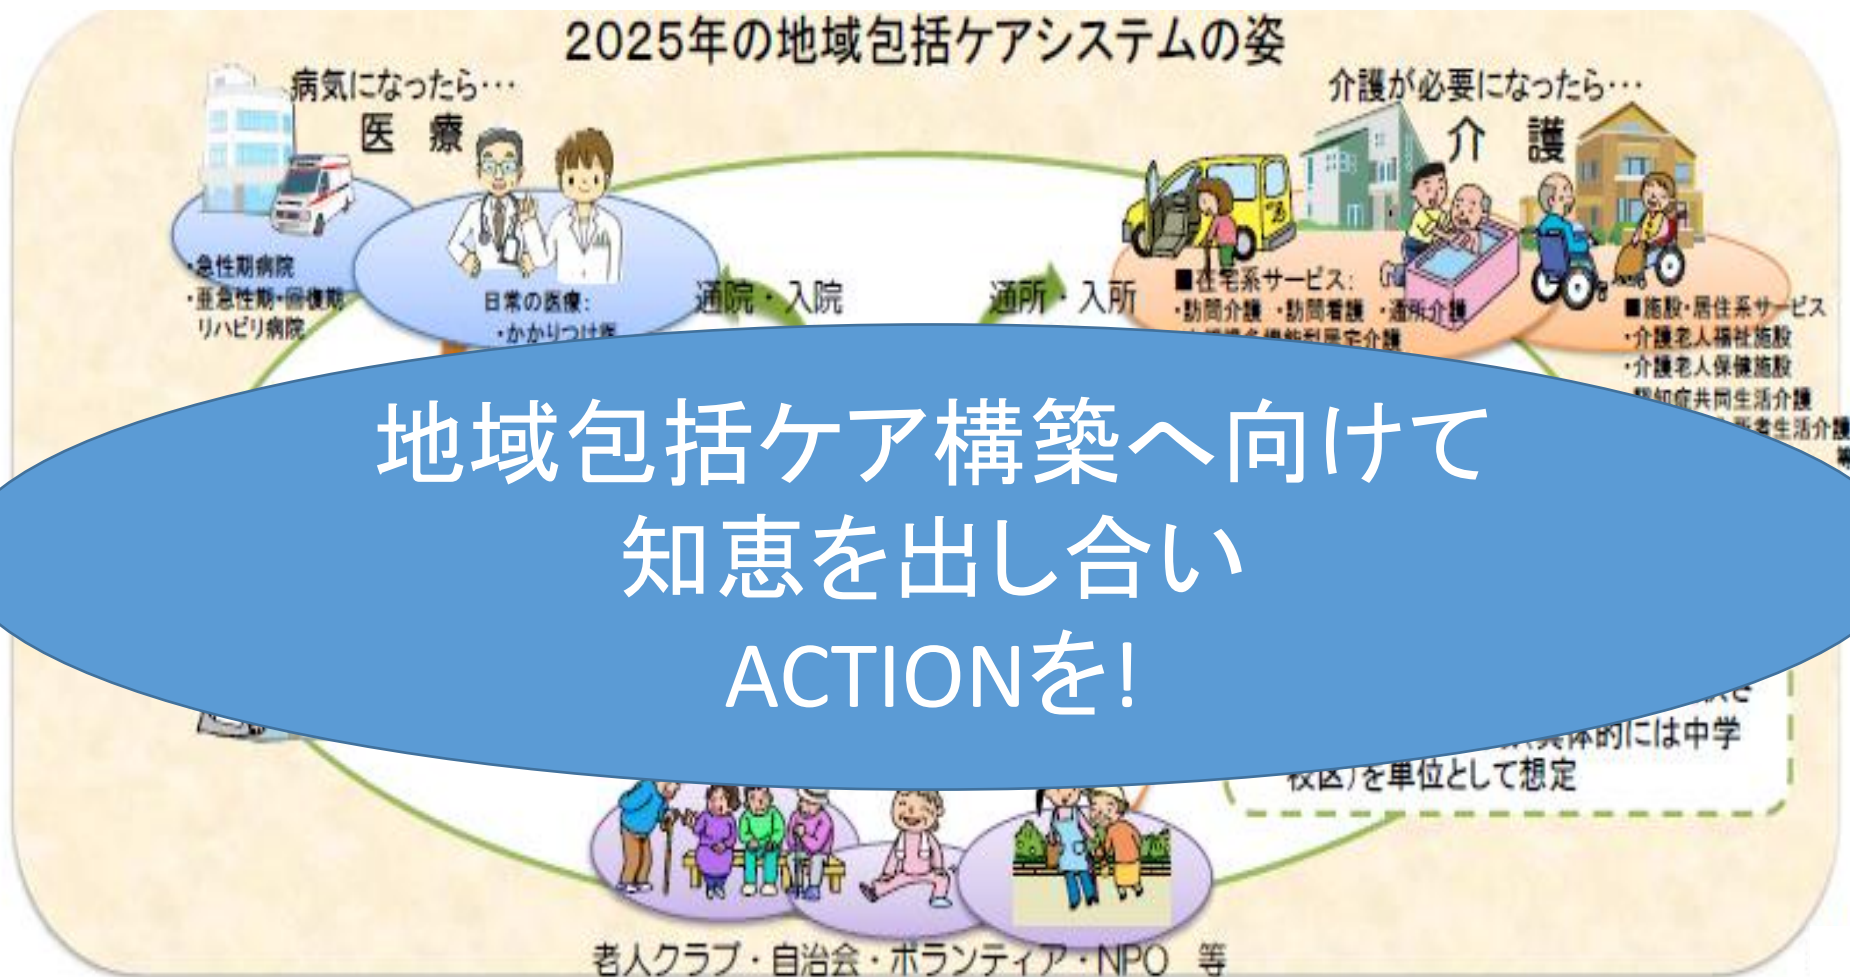 2025年の地域包括ケアシステムの姿
病気になったら…
医 療
介護が必要になったら…
介 護
・急性期病院
・亜急性期・回復期
リハビリ病院
日常の医療:
・かかりつけ医
通院・入院
通所・入所
■在宅系サービス:
・訪問介護 ・訪問看護 ・通所介護
■施設・居住系サービス
・介護老人福祉施設
・介護老人保健施設
認知症共同生活介護
生活介護
等
地域包括ケア構築へ向けて
知恵を出し合い
ACTIONを!
具体的には中学
校区)を単位として想定
老人クラブ・自治会・ボランティア・NPO 等